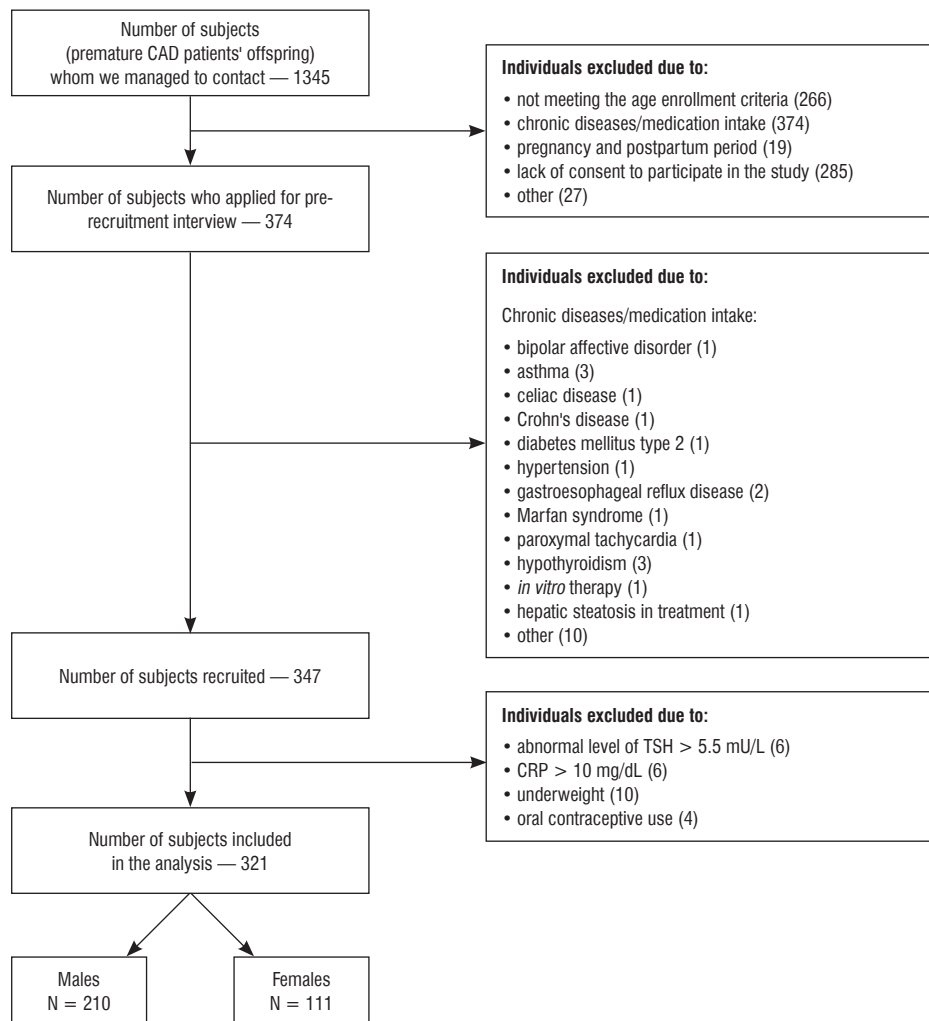 Number of subjects
(premature CAD patients' offspring)
whom we managed to contact — 1345
Individuals excluded due to:
• not meeting the age enrollment criteria (266)
• chronic diseases/medication intake (374)
• pregnancy and postpartum period (19)
• lack of consent to participate in the study (285)
• other (27)
Number of subjects who applied for pre-
recruitment interview — 374
Individuals excluded due to:
Chronic diseases/medication intake:
• bipolar affective disorder (1)
• asthma (3)
• celiac disease (1)
• Crohn's disease (1)
• diabetes mellitus type 2 (1)
• hypertension (1)
• gastroesophageal reflux disease (2)
• Marfan syndrome (1)
• paroxymal tachycardia (1)
• hypothyroidism (3)
• in vitro therapy (1)
• hepatic steatosis in treatment (1)
• other (10)
Number of subjects recruited — 347
Individuals excluded due to:
• abnormal level of TSH > 5.5 mU/L (6)
• CRP > 10 mg/dL (6)
• underweight (10)
• oral contraceptive use (4)
Number of subjects included
in the analysis — 321
Males
N = 210
Females
N = 111